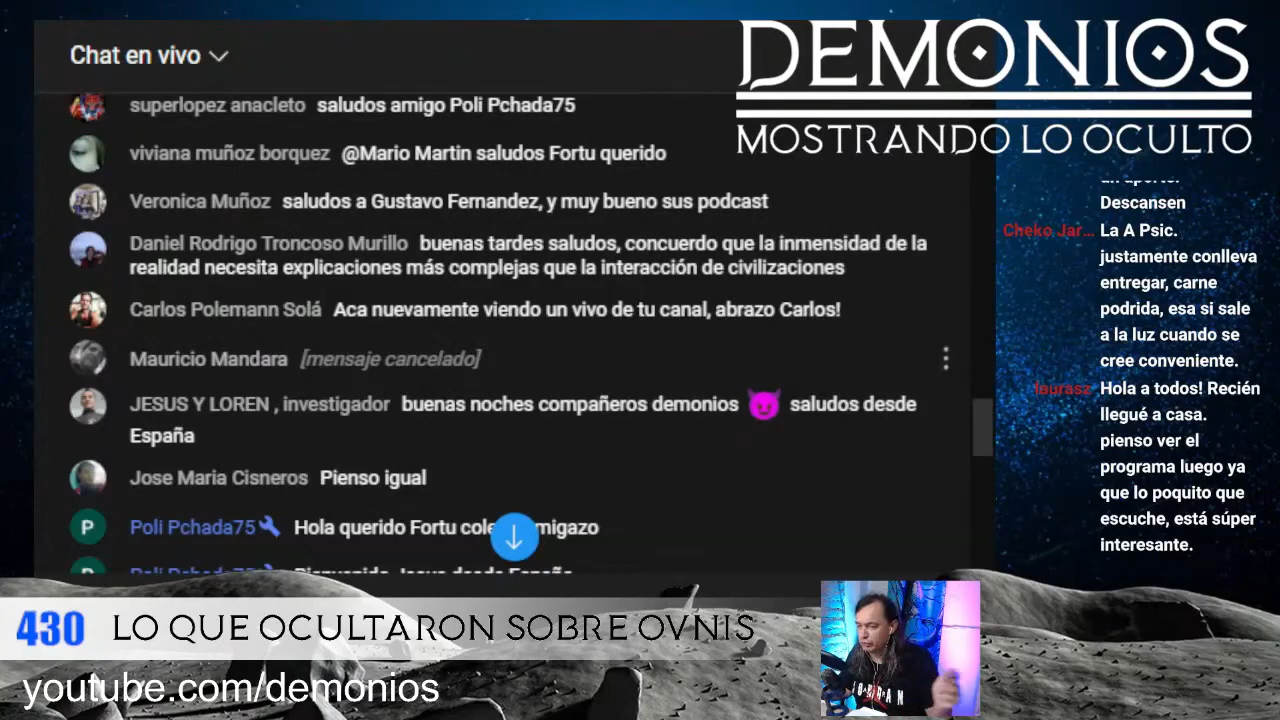 Chat en vivo
superlopez anacleto saludos amigo Poli Pchada75
viviana muñoz borquez @Mario Martin saludos Fortu querido
Veronica Muñoz saludos a Gustavo Fernandez, y muy bueno sus podcast
Daniel Rodrigo Troncoso Murillo buenas tardes saludos, concuerdo que la inmensidad de la
realidad necesita explicaciones más complejas que la interacción de civilizaciones
Carlos Polemann Solá Aca nuevamente viendo un vivo de tu canal, abrazo Carlos!
Mauricio Mandara [mensaje cancelado]
JESUS Y LOREN , investigador buenas noches compañeros demonios 😈 saludos desde
España
Jose Maria Cisneros Pienso igual
P Poli Pchada75 Hola querido Fortu
DEMONIOS
MOSTRANDO LO OCULTO
Descansen
Cheko Jar... La A Psic.
justamente conlleva
entregar, carne
podrida, esa si sale
a la luz cuando se
cree conveniente.
lourasz Hola a todos! Recién
llegué a casa.
pienso ver el
programa luego ya
que lo poquito que
escuche, está súper
interesante.
430 LO QUE OCULTARON SOBRE OVNIS
youtube.com/demonios